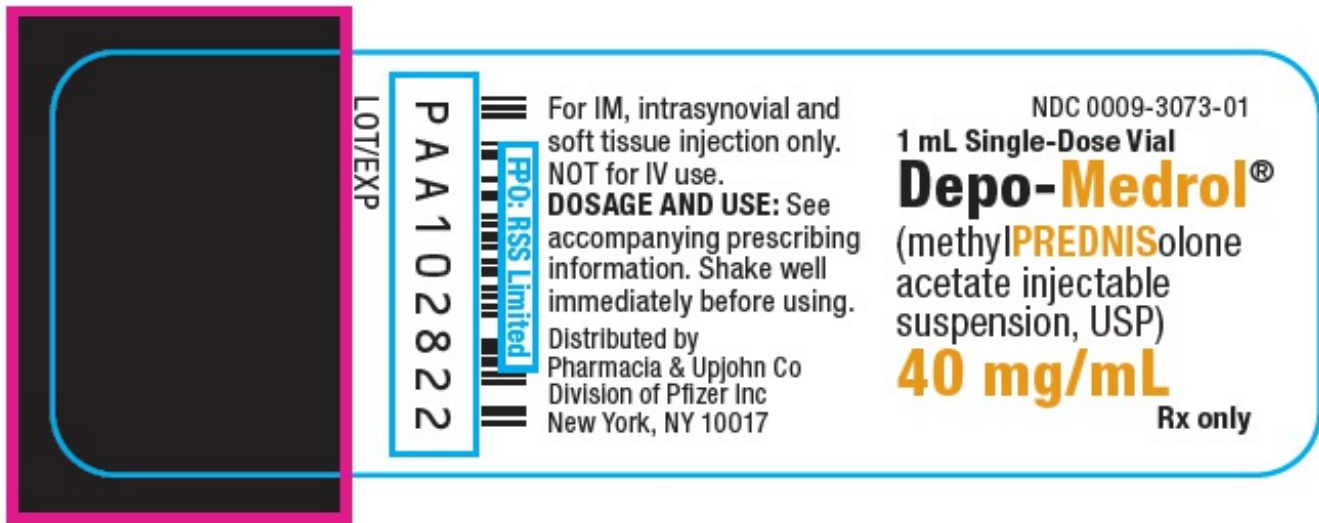 LOT/EXP
PAA102822
FPO: RSS Limited
For IM, intrasynovial and
soft tissue injection only.
NOT for IV use.
DOSAGE AND USE: See
accompanying prescribing
information. Shake well
immediately before using.
Distributed by
Pharmacia & Upjohn Co
Division of Pfizer Inc
New York, NY 10017
NDC 0009-3073-01
1 mL Single-Dose Vial
Depo-Medrol®
(methylPREDNISolone
acetate injectable
suspension, USP)
40 mg/mL
Rx only